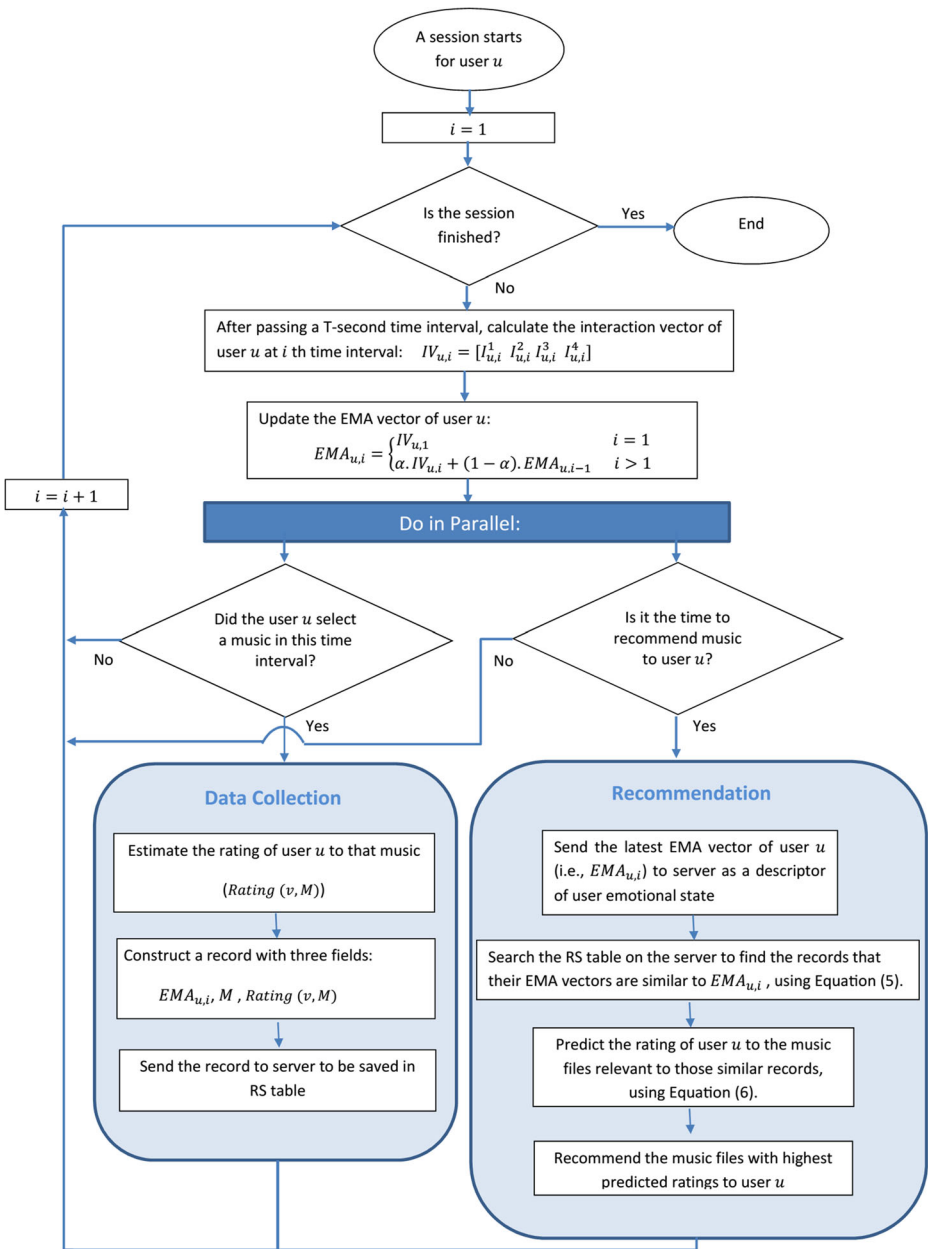 A session starts
for user u
i = 1
Is the session
finished?
Yes
End
No
After passing a T-second time interval, calculate the interaction vector of
user u at i th time interval: IV_{u,i} = [I^1_{u,i} I^2_{u,i} I^3_{u,i} I^4_{u,i}]
Update the EMA vector of user u:
EMA_{u,i} = { IV_{u,1} i = 1
α. IV_{u,i} + (1 − α). EMA_{u,i−1} i > 1
i = i + 1
Do in Parallel:
Did the user u select
a music in this time
interval?
No
Yes
Is it the time to
recommend music
to user u?
No
Yes
Data Collection
Estimate the rating of user u to that music
(Rating (v, M))
Construct a record with three fields:
EMA_{u,i}, M , Rating (v, M)
Send the record to server to be saved in
RS table
Recommendation
Send the latest EMA vector of user u
(i.e., EMA_{u,i}) to server as a descriptor
of user emotional state
Search the RS table on the server to find the records that
their EMA vectors are similar to EMA_{u,i} , using Equation (5).
Predict the rating of user u to the music
files relevant to those similar records,
using Equation (6).
Recommend the music files with highest
predicted ratings to user u